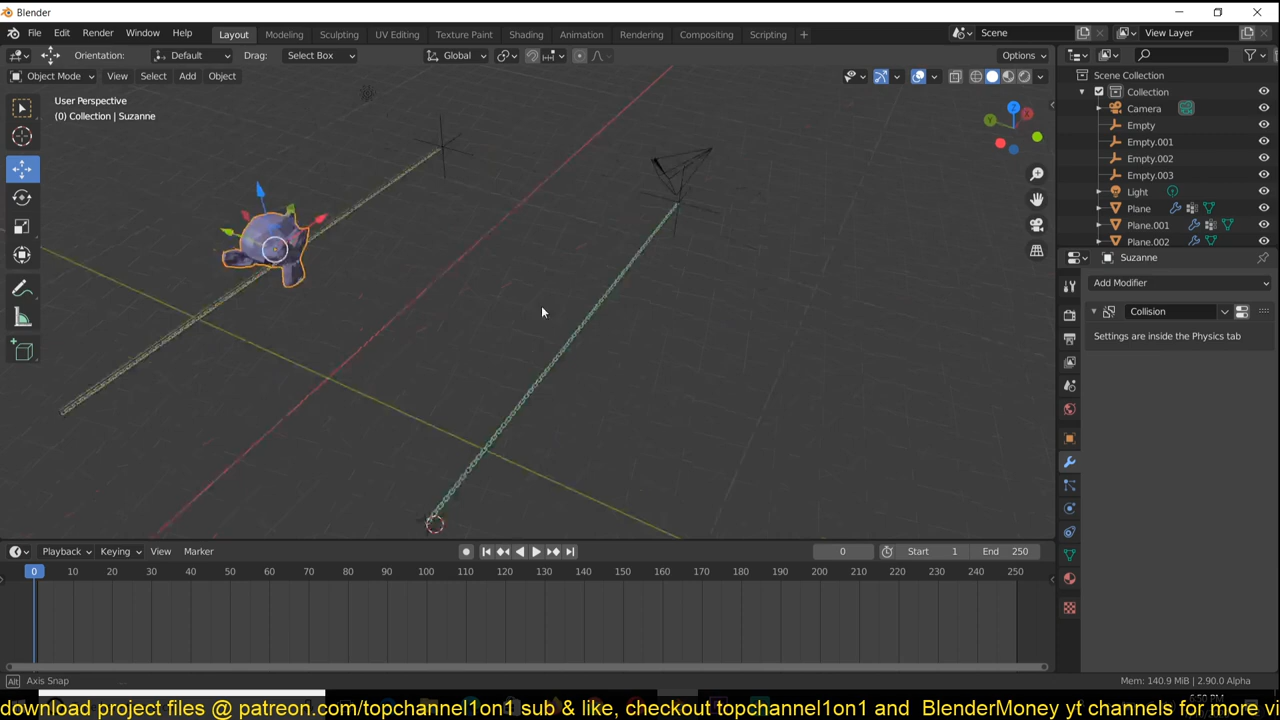 Blender
File Edit Render Window Help Layout Modeling Sculpting UV Editing Texture Paint Shading Animation Rendering Compositing Scripting + Scene View Layer
Orientation: Default Drag: Select Box Global Options
Object Mode View Select Add Object
User Perspective
(0) Collection | Suzanne
X
Y
Z
Scene Collection
Collection
Camera
Empty
Empty.001
Empty.002
Empty.003
Light
Plane
Plane.001
Plane.002
Suzanne
Add Modifier
Collision
Settings are inside the Physics tab
Playback Keying View Marker 0 Start 1 End 250
0 10 20 30 40 50 60 70 80 90 100 110 120 130 140 150 160 170 180 190 200 210 220 230 240 250
Alt Axis Snap Mem: 140.9 MiB | 2.90.0 Alpha
download project files @ patreon.com/topchannel1on1 sub & like, checkout topchannel1on1 and BlenderMoney yt channels for more vi